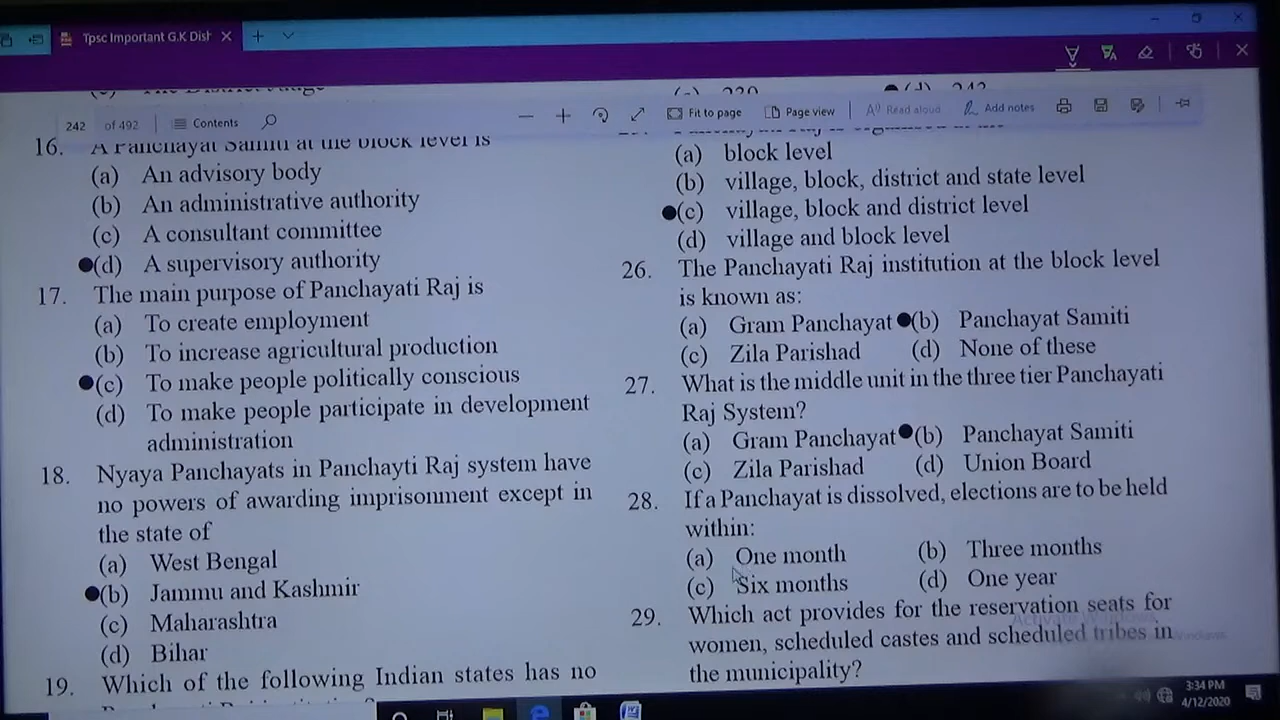 Tpsc Important G.K Dist
242 of 492
Contents
Fit to page
Page view
Read aloud
Add notes
16. A Panchayat Samiti at the block level is
(a) An advisory body
(b) An administrative authority
(c) A consultant committee
(d) A supervisory authority
17. The main purpose of Panchayati Raj is
(a) To create employment
(b) To increase agricultural production
(c) To make people politically conscious
(d) To make people participate in development
administration
18. Nyaya Panchayats in Panchayti Raj system have
no powers of awarding imprisonment except in
the state of
(a) West Bengal
(b) Jammu and Kashmir
(c) Maharashtra
(d) Bihar
19. Which of the following Indian states has no
(a) block level
(b) village, block, district and state level
(c) village, block and district level
(d) village and block level
26. The Panchayati Raj institution at the block level
is known as:
(a) Gram Panchayat (b) Panchayat Samiti
(c) Zila Parishad (d) None of these
27. What is the middle unit in the three tier Panchayati
Raj System?
(a) Gram Panchayat (b) Panchayat Samiti
(c) Zila Parishad (d) Union Board
28. If a Panchayat is dissolved, elections are to be held
within:
(a) One month (b) Three months
(c) Six months (d) One year
29. Which act provides for the reservation seats for
women, scheduled castes and scheduled tribes in
the municipality?
Activate Windows
3:34 PM
4/12/2020